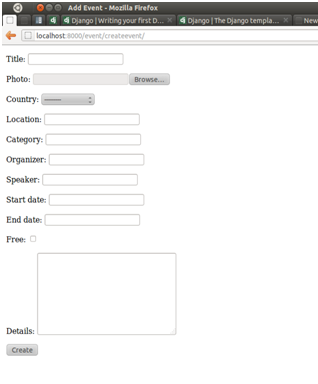 Add Event - Mozilla Firefox
Django | Writing your first D... Django | The Django templa... New
localhost:8000/event/createevent/
Title:
Photo: Browse...
Country: ---------
Location:
Category:
Organizer:
Speaker:
Start date:
End date:
Free:
Details:
Create